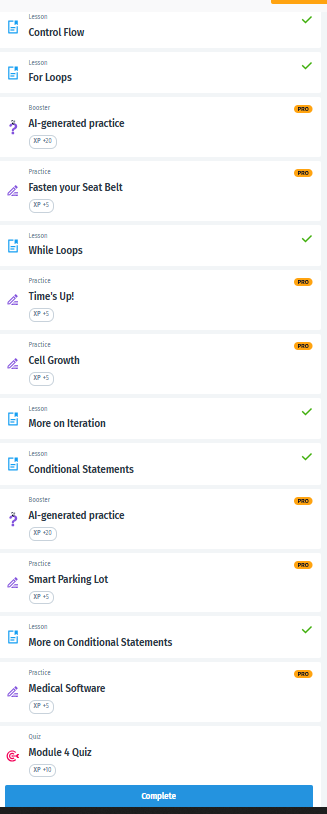 Lesson
Control Flow
Lesson
For Loops
Booster
PRO
AI-generated practice
XP +20
Practice
PRO
Fasten your Seat Belt
XP +5
Lesson
While Loops
Practice
PRO
Time's Up!
XP +5
Practice
PRO
Cell Growth
XP +5
Lesson
More on Iteration
Lesson
Conditional Statements
Booster
PRO
AI-generated practice
XP +20
Practice
PRO
Smart Parking Lot
XP +5
Lesson
More on Conditional Statements
Practice
PRO
Medical Software
XP +5
Quiz
Module 4 Quiz
XP +10
Complete